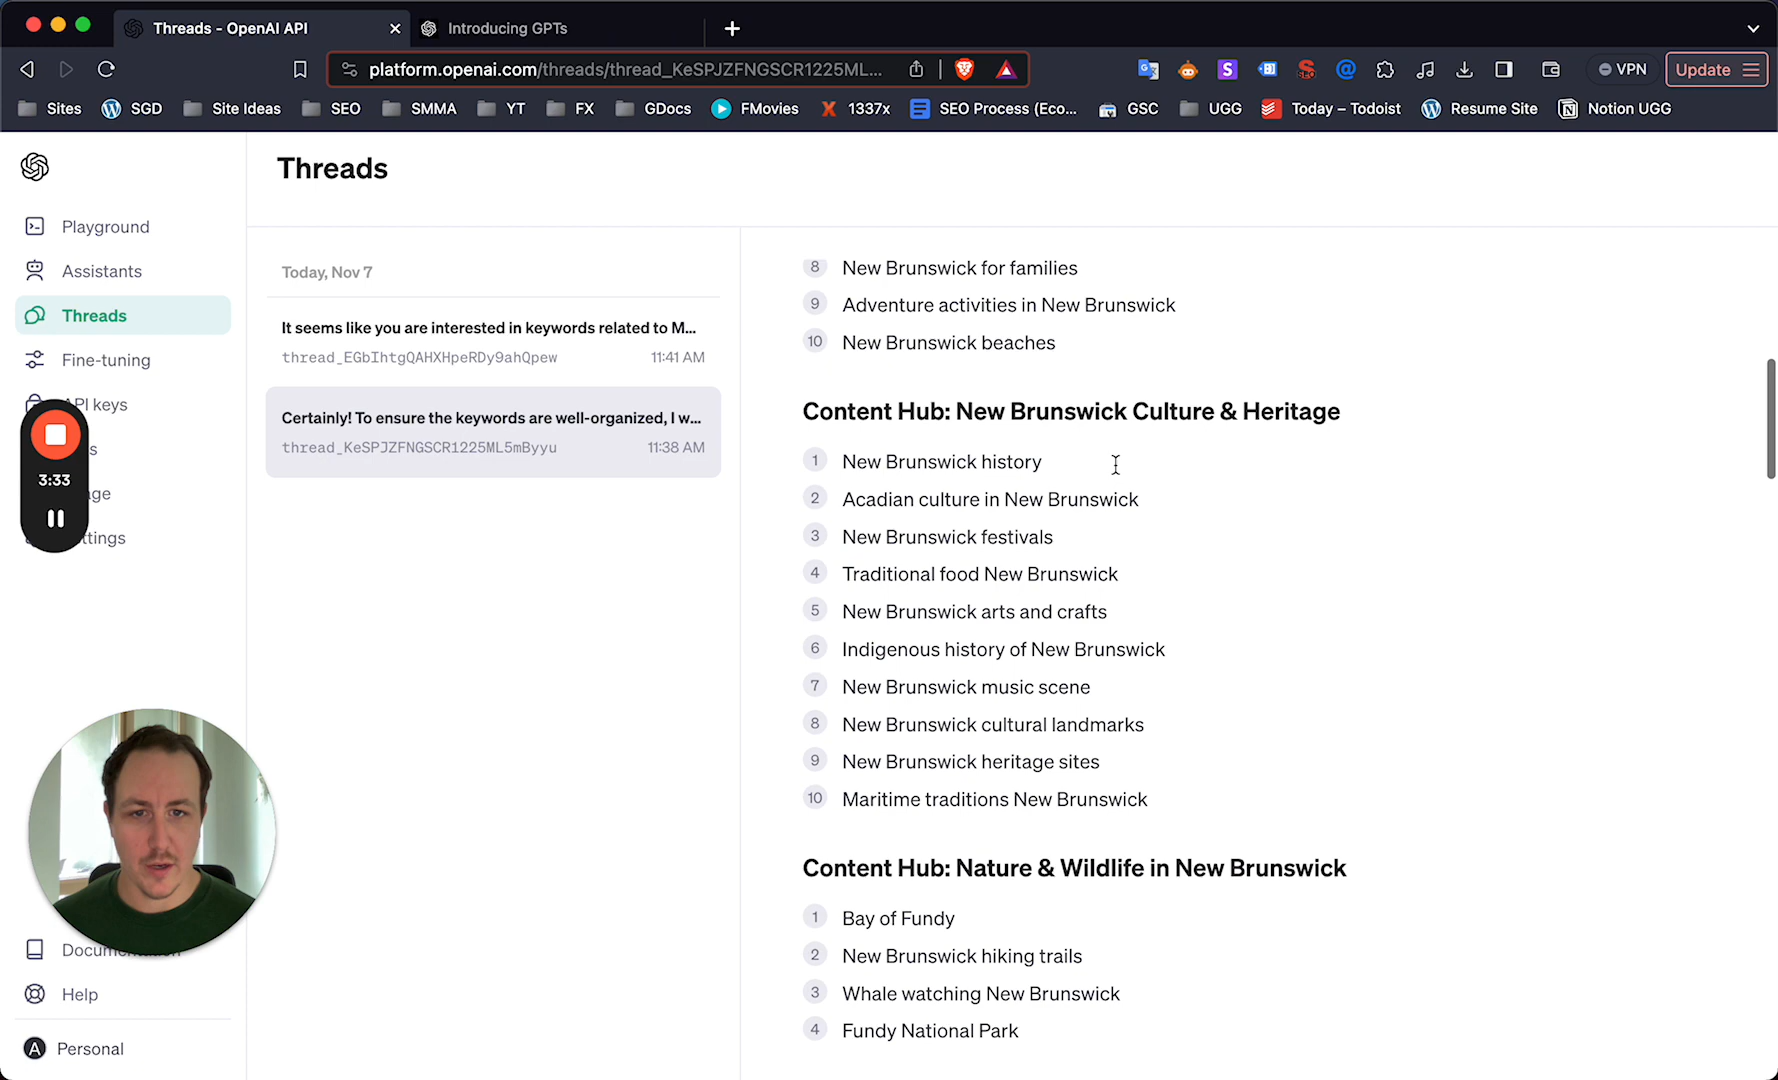 Threads - OpenAI API
Introducing GPTs
platform.openai.com/threads/thread_KeSPJZFNGSCR1225ML...
VPN
Update
Sites
SGD
Site Ideas
SEO
SMMA
YT
FX
GDocs
FMovies
1337x
SEO Process (Eco...
GSC
UGG
Today – Todoist
Resume Site
Notion UGG
Threads
Playground
Assistants
Threads
Fine-tuning
API keys
s
ge
ttings
3:33
Documentation
Help
A
Personal
Today, Nov 7
It seems like you are interested in keywords related to M...
thread_EGbIhtgQAHXHpeRDy9ahQpew
11:41 AM
Certainly! To ensure the keywords are well-organized, I w...
thread_KeSPJZFNGSCR1225ML5mByyu
11:38 AM
8 New Brunswick for families
9 Adventure activities in New Brunswick
10 New Brunswick beaches
Content Hub: New Brunswick Culture & Heritage
1 New Brunswick history
2 Acadian culture in New Brunswick
3 New Brunswick festivals
4 Traditional food New Brunswick
5 New Brunswick arts and crafts
6 Indigenous history of New Brunswick
7 New Brunswick music scene
8 New Brunswick cultural landmarks
9 New Brunswick heritage sites
10 Maritime traditions New Brunswick
Content Hub: Nature & Wildlife in New Brunswick
1 Bay of Fundy
2 New Brunswick hiking trails
3 Whale watching New Brunswick
4 Fundy National Park